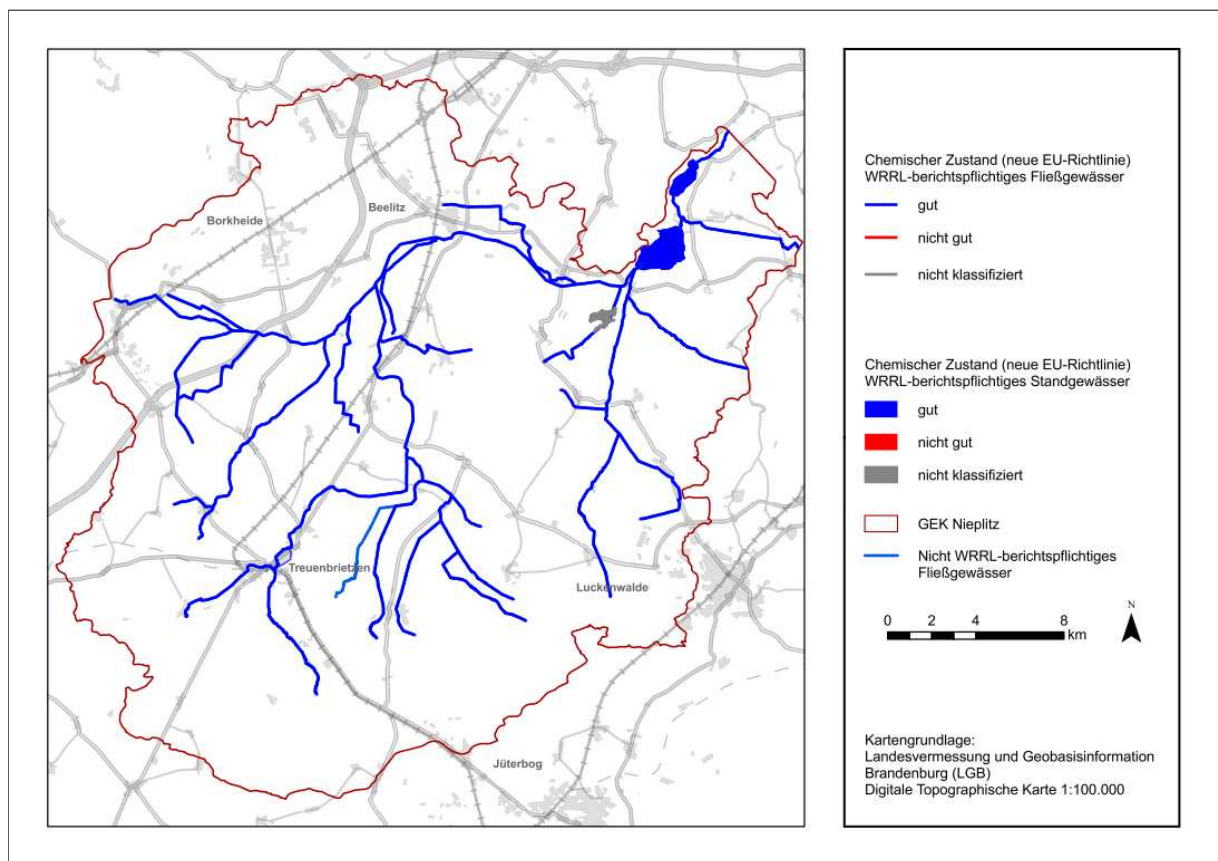 Borkheide
Beelitz
Treuenbrietzen
Luckenwalde
Jüterbog
Chemischer Zustand (neue EU-Richtlinie)
WRRL-berichtspflichtiges Fließgewässer
gut
nicht gut
nicht klassifiziert
Chemischer Zustand (neue EU-Richtlinie)
WRRL-berichtspflichtiges Standgewässer
gut
nicht gut
nicht klassifiziert
GEK Nieplitz
Nicht WRRL-berichtspflichtiges
Fließgewässer
0 2 4 8
km
N
Kartengrundlage:
Landesvermessung und Geobasisinformation
Brandenburg (LGB)
Digitale Topographische Karte 1:100.000